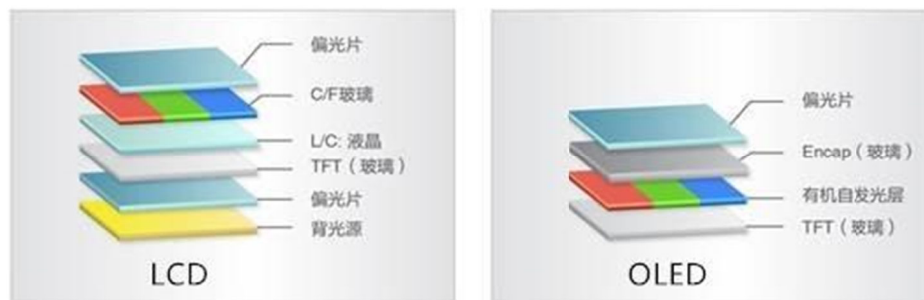 偏光片
C/F玻璃
L/C: 液晶
TFT（玻璃）
偏光片
背光源
LCD
偏光片
Encap（玻璃）
有机自发光层
TFT（玻璃）
OLED